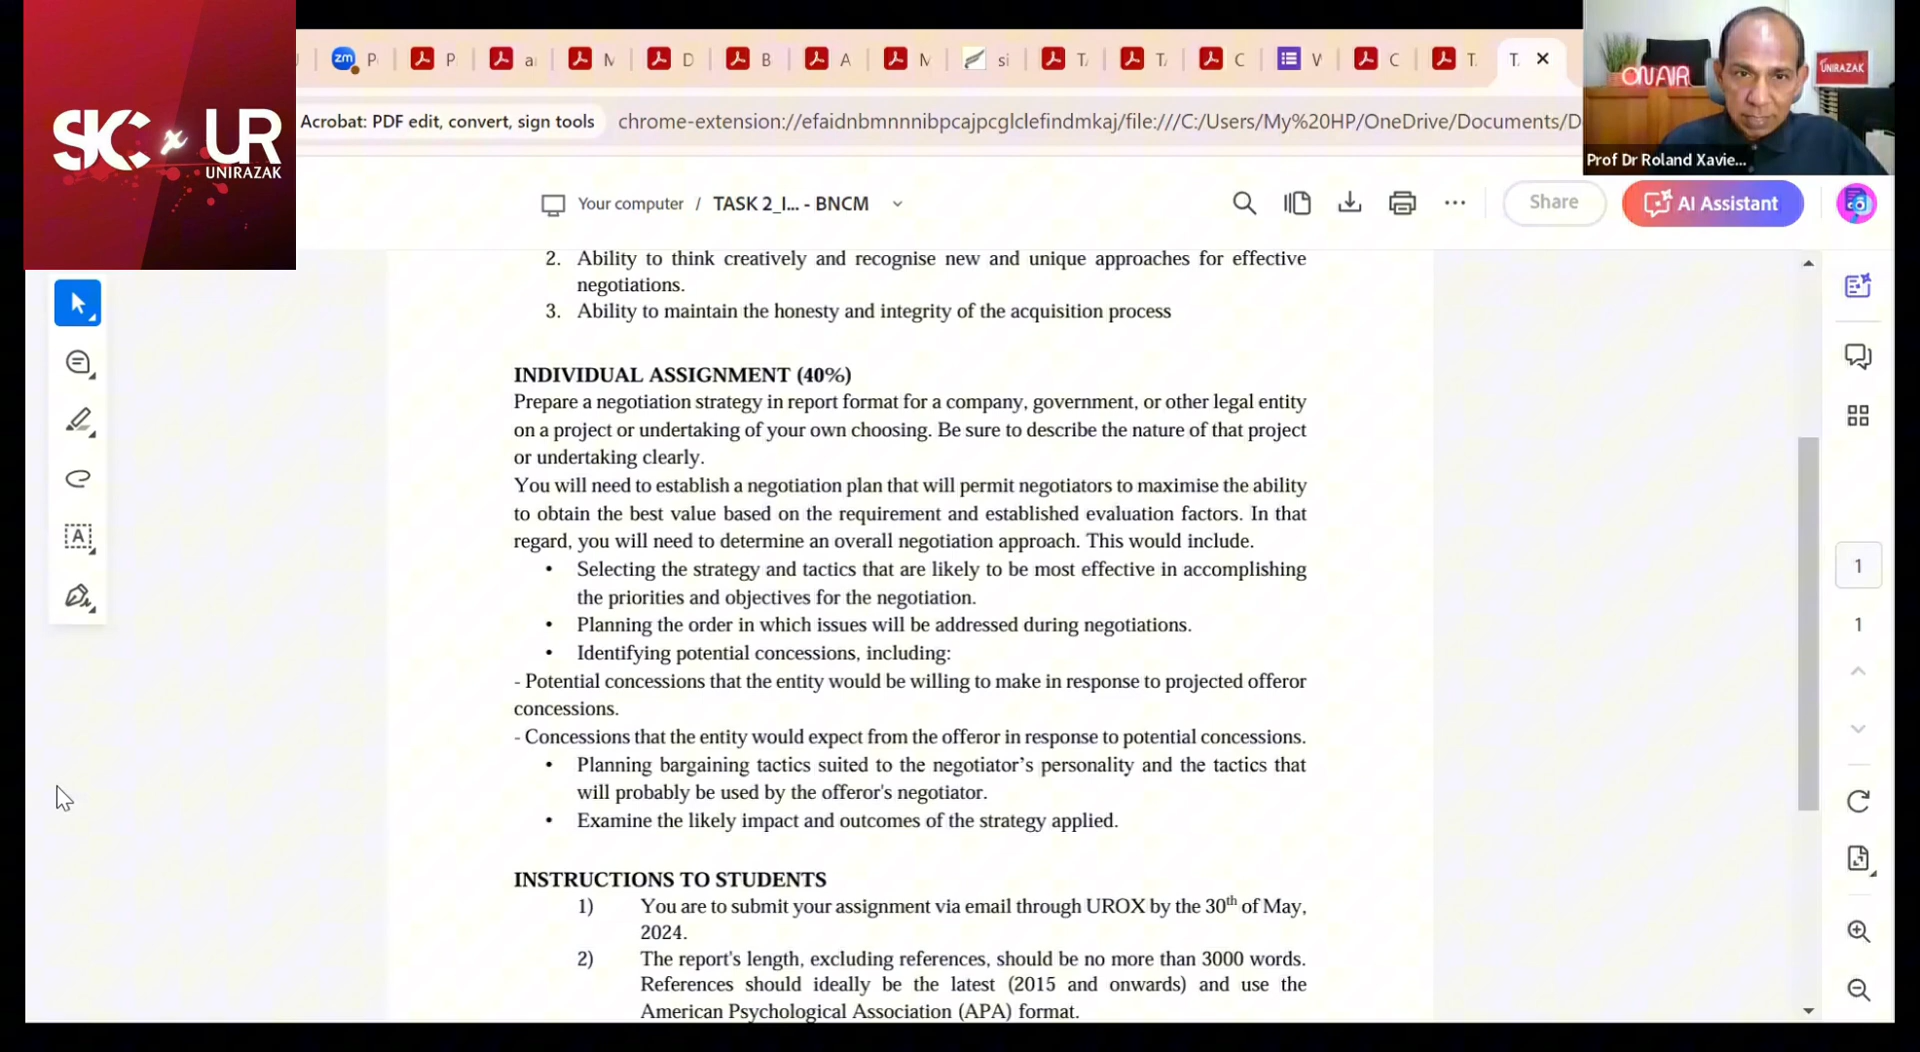 SIC x UR
UNIRAZAK
zm P
P
a
M
D
B
A
M
si
T
T
C
W
C
T.
T.
Acrobat: PDF edit, convert, sign tools
chrome-extension://efaidnbmnnnibpcajpcglclefindmkaj/file:///C:/Users/My%20HP/OneDrive/Documents/D
ON AIR
UNIRAZAK
Prof Dr Roland Xavie...
Your computer / TASK 2_I... - BNCM
Share
AI Assistant
2. Ability to think creatively and recognise new and unique approaches for effective
negotiations.
3. Ability to maintain the honesty and integrity of the acquisition process
INDIVIDUAL ASSIGNMENT (40%)
Prepare a negotiation strategy in report format for a company, government, or other legal entity
on a project or undertaking of your own choosing. Be sure to describe the nature of that project
or undertaking clearly.
You will need to establish a negotiation plan that will permit negotiators to maximise the ability
to obtain the best value based on the requirement and established evaluation factors. In that
regard, you will need to determine an overall negotiation approach. This would include.
• Selecting the strategy and tactics that are likely to be most effective in accomplishing
the priorities and objectives for the negotiation.
• Planning the order in which issues will be addressed during negotiations.
• Identifying potential concessions, including:
- Potential concessions that the entity would be willing to make in response to projected offeror
concessions.
- Concessions that the entity would expect from the offeror in response to potential concessions.
• Planning bargaining tactics suited to the negotiator's personality and the tactics that
will probably be used by the offeror's negotiator.
• Examine the likely impact and outcomes of the strategy applied.
INSTRUCTIONS TO STUDENTS
1) You are to submit your assignment via email through UROX by the 30th of May,
2024.
2) The report's length, excluding references, should be no more than 3000 words.
References should ideally be the latest (2015 and onwards) and use the
American Psychological Association (APA) format.
1
1